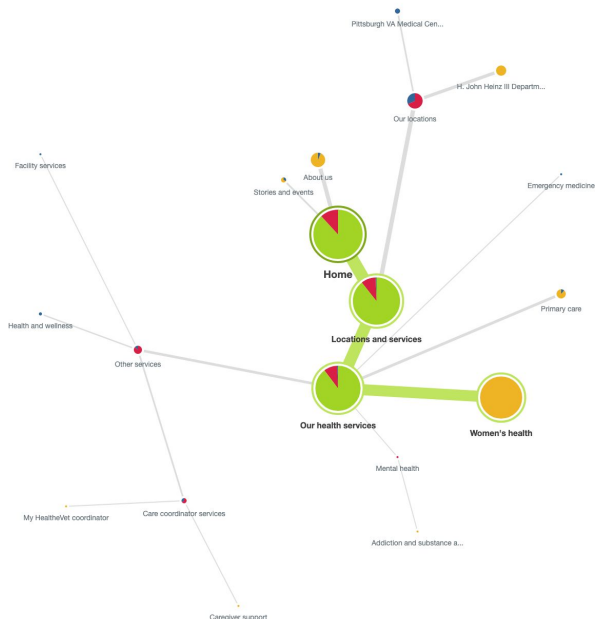 Pittsburgh VA Medical Cen...
H. John Heinz III Departm...
Our locations
Facility services
About us
Emergency medicine
Stories and events
Home
Primary care
Health and wellness
Locations and services
Other services
Our health services
Women's health
Mental health
My HealtheVet coordinator
Care coordinator services
Addiction and substance a...
Caregiver support